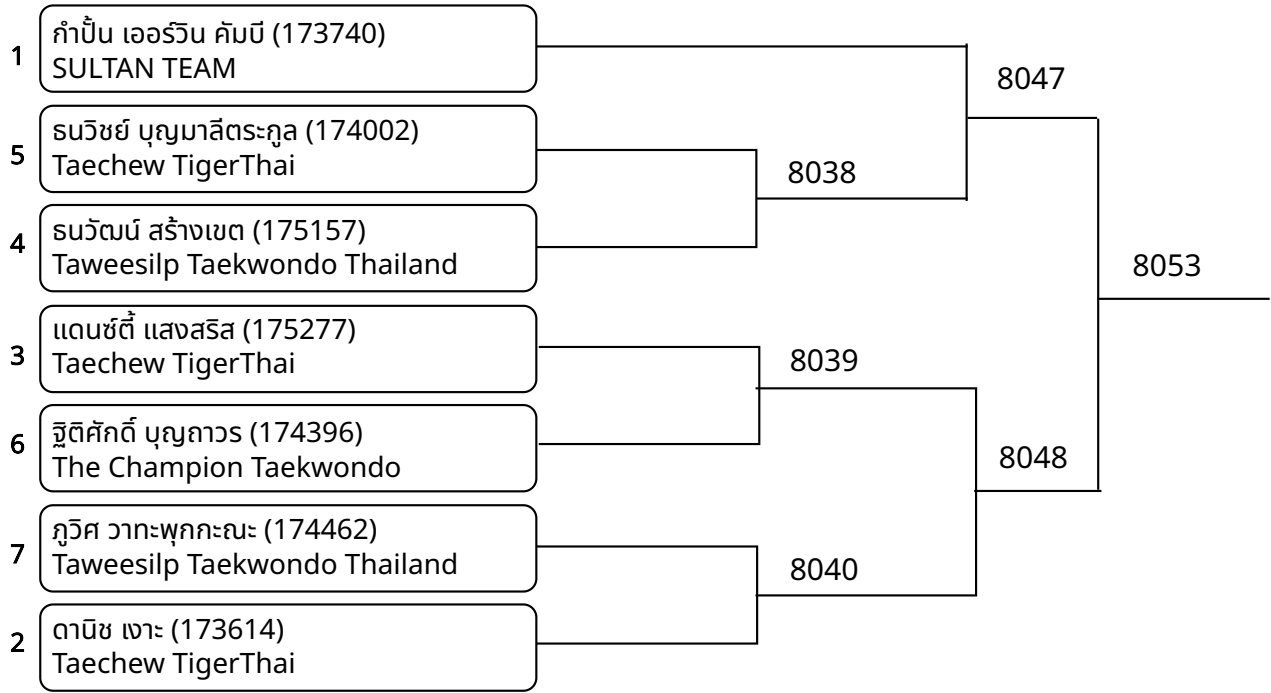 1
กำปั้น เออร์วิน คัมบี (173740)
SULTAN TEAM
5
ธนวิชย์ บุญมาลีตระกูล (174002)
Taechew TigerThai
4
ธนวัฒน์ สร้างเขต (175157)
Taweesilp Taekwondo Thailand
3
แดนซ์ตี้ แสงสริส (175277)
Taechew TigerThai
6
ฐิติศักดิ์ บุญถาวร (174396)
The Champion Taekwondo
7
ภูวิศ วาทะพุกกะณะ (174462)
Taweesilp Taekwondo Thailand
2
ดานิช เงาะ (173614)
Taechew TigerThai
8038
8039
8040
8047
8048
8053